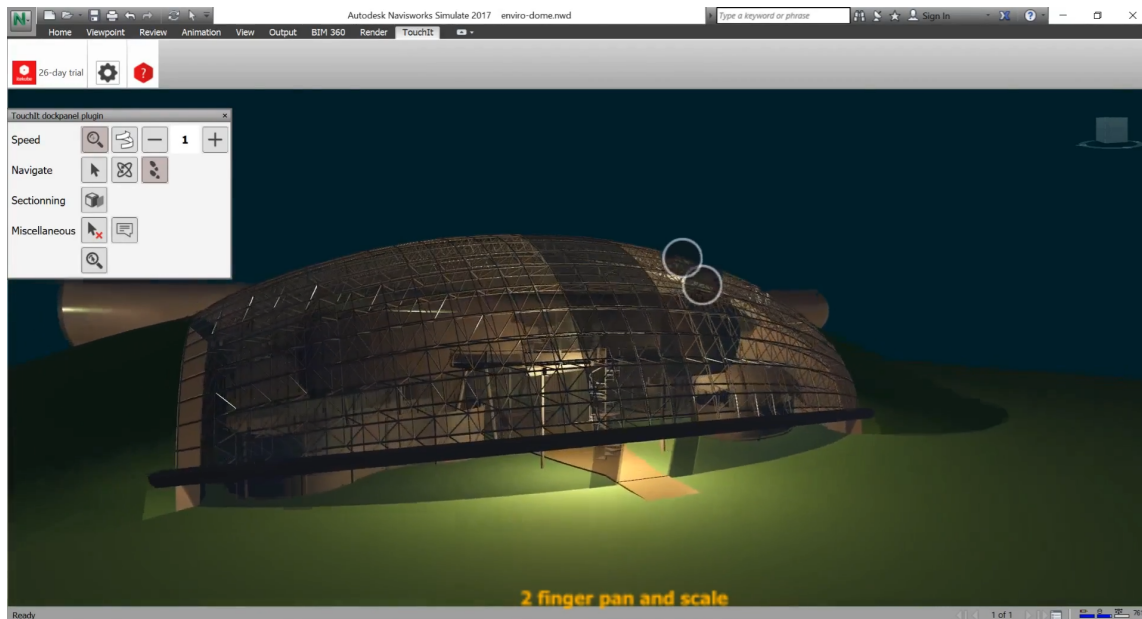 Autodesk Navisworks Simulate 2017 enviro-dome.nwd
Type a keyword or phrase
Sign In
Home Viewpoint Review Animation View Output BIM 360 Render TouchIt
26-day trial
?
TouchIt dockpanel plugin
Speed
1
Navigate
Sectionning
Miscellaneous
2 finger pan and scale
Ready
1 of 1